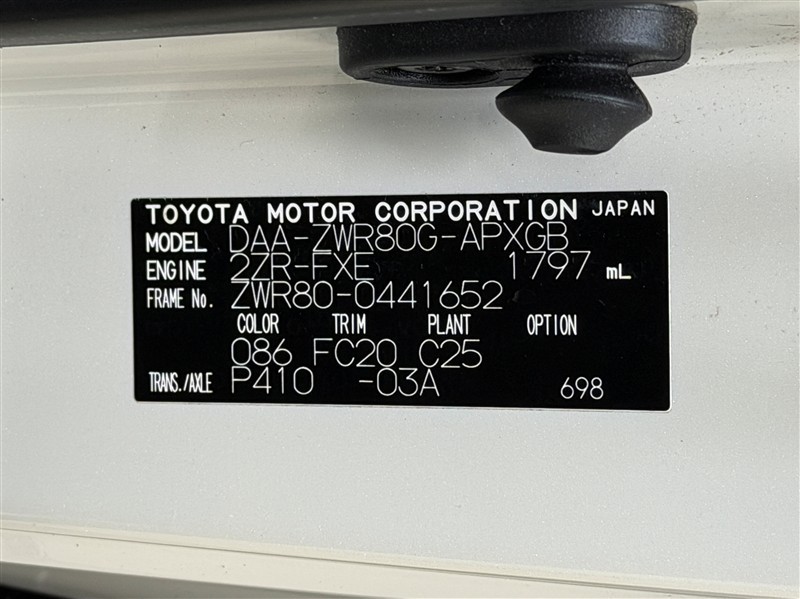 TOYOTA MOTOR CORPORATION JAPAN
MODEL DAA-ZWR80G-APXGB
ENGINE 2ZR-FXE 1797 mL
FRAME No. ZWR80-0441652
COLOR TRIM PLANT OPTION
086 FC20 C25
TRANS./AXLE P410 -03A 698